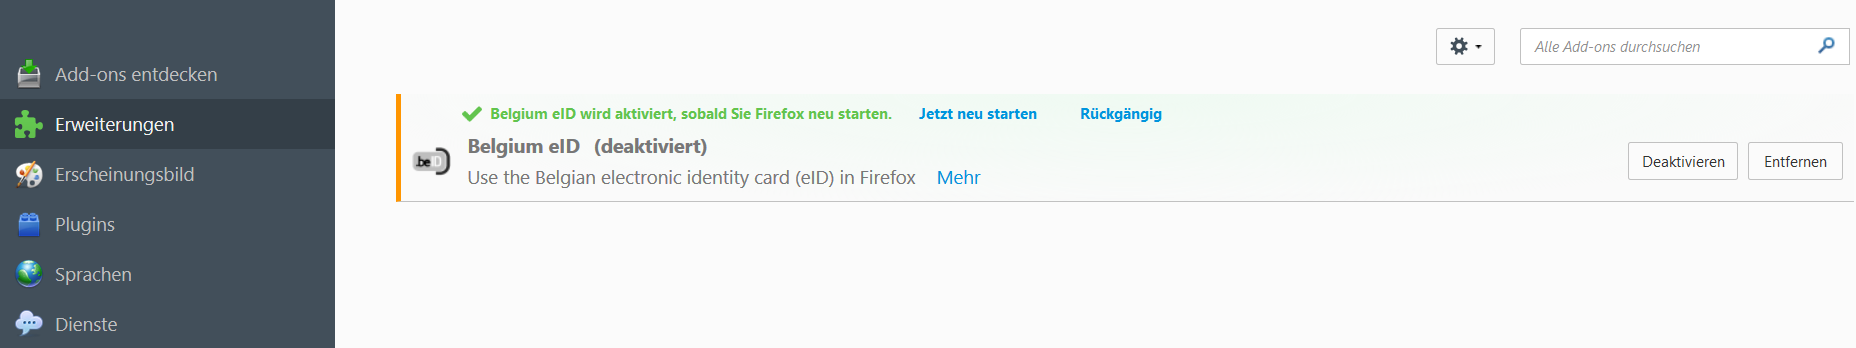 Add-ons entdecken
Erweiterungen
Erscheinungsbild
Plugins
Sprachen
Dienste
Alle Add-ons durchsuchen
Belgium eID wird aktiviert, sobald Sie Firefox neu starten. Jetzt neu starten Rückgängig
.beID
Belgium eID (deaktiviert)
Use the Belgian electronic identity card (eID) in Firefox Mehr
Deaktivieren Entfernen